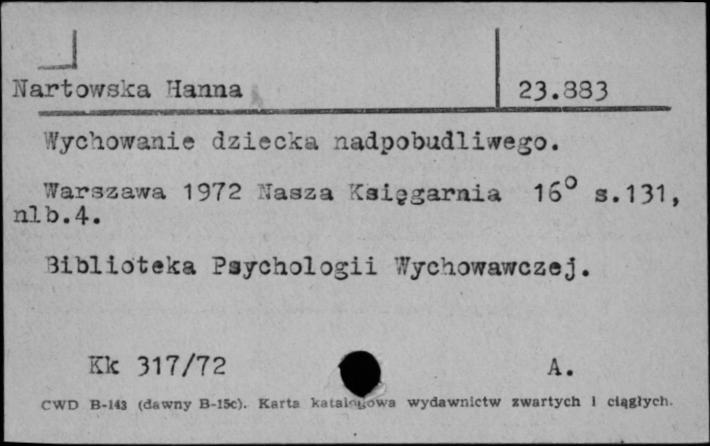 Nartowska Hanna 23.883
Wychowanie dziecka nadpobudliwego.
Warszawa 1972 Nasza Księgarnia 16° s.131,
nlb.4.
Biblioteka Psychologii Wychowawczej.
Kk 317/72 A.
CWD B-143 (dawny B-15c). Karta katalogowa wydawnictw zwartych i ciągłych.